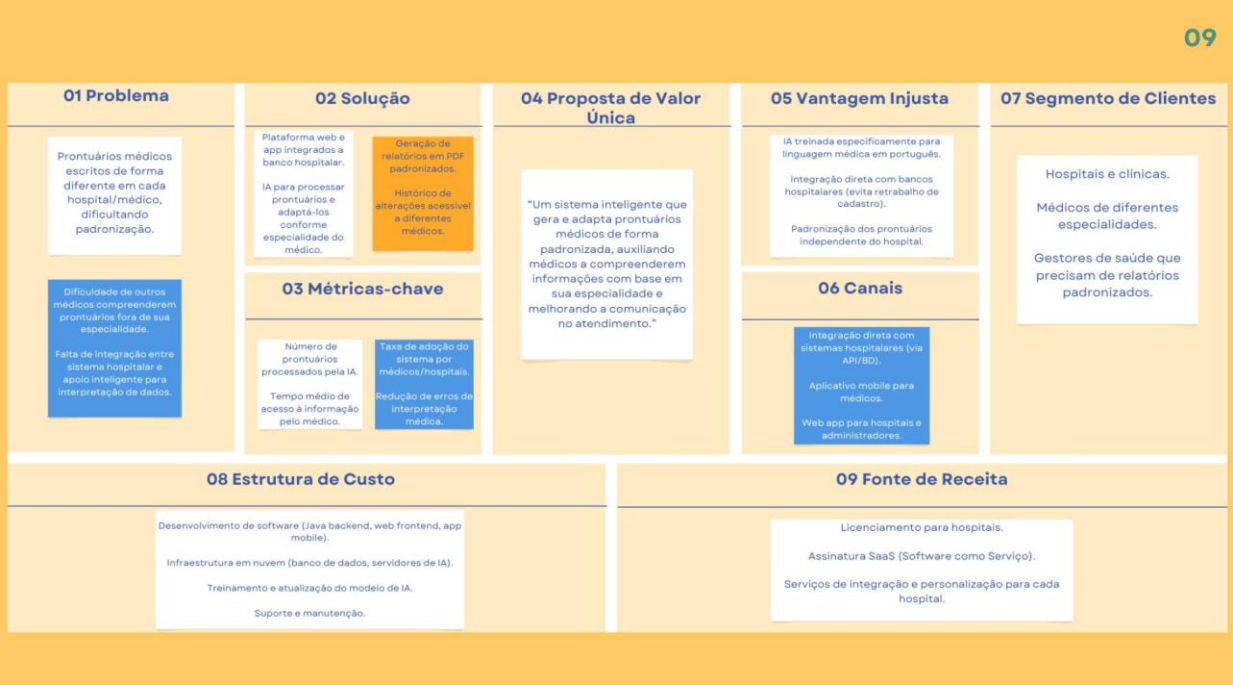 09
01 Problema
Prontuários médicos
escritos de forma
diferente em cada
hospital/médico,
dificultando
padronização.
Dificuldade de outros
médicos compreenderem
prontuários fora de sua
especialidade.
Falta de integração entre
sistema hospitalar e
apoio inteligente para
interpretação de dados.
02 Solução
Plataforma web e
app integrados a
banco hospitalar.
IA para processar
prontuários e
adaptá-los
conforme
especialidade do
médico.
Geração de
relatórios em PDF
padronizados.
Histórico de
alterações acessível
a diferentes
médicos.
03 Métricas-chave
Número de
prontuários
processados pela IA.
Tempo médio de
acesso à informação
pelo médico.
Taxa de adoção do
sistema por
médicos/hospitais.
Redução de erros de
interpretação
médica.
04 Proposta de Valor
Única
"Um sistema inteligente que
gera e adapta prontuários
médicos de forma
padronizada, auxiliando
médicos a compreenderem
informações com base em
sua especialidade e
melhorando a comunicação
no atendimento."
05 Vantagem Injusta
IA treinada especificamente para
linguagem médica em português.
Integração direta com bancos
hospitalares (evita retrabalho de
cadastro).
Padronização dos prontuários
independente do hospital.
06 Canais
Integração direta com
sistemas hospitalares (via
API/BD).
Aplicativo mobile para
médicos.
Web app para hospitais e
administradores.
07 Segmento de Clientes
Hospitais e clínicas.
Médicos de diferentes
especialidades.
Gestores de saúde que
precisam de relatórios
padronizados.
08 Estrutura de Custo
Desenvolvimento de software (Java backend, web frontend, app
mobile).
Infraestrutura em nuvem (banco de dados, servidores de IA).
Treinamento e atualização do modelo de IA.
Suporte e manutenção.
09 Fonte de Receita
Licenciamento para hospitais.
Assinatura SaaS (Software como Serviço).
Serviços de integração e personalização para cada
hospital.